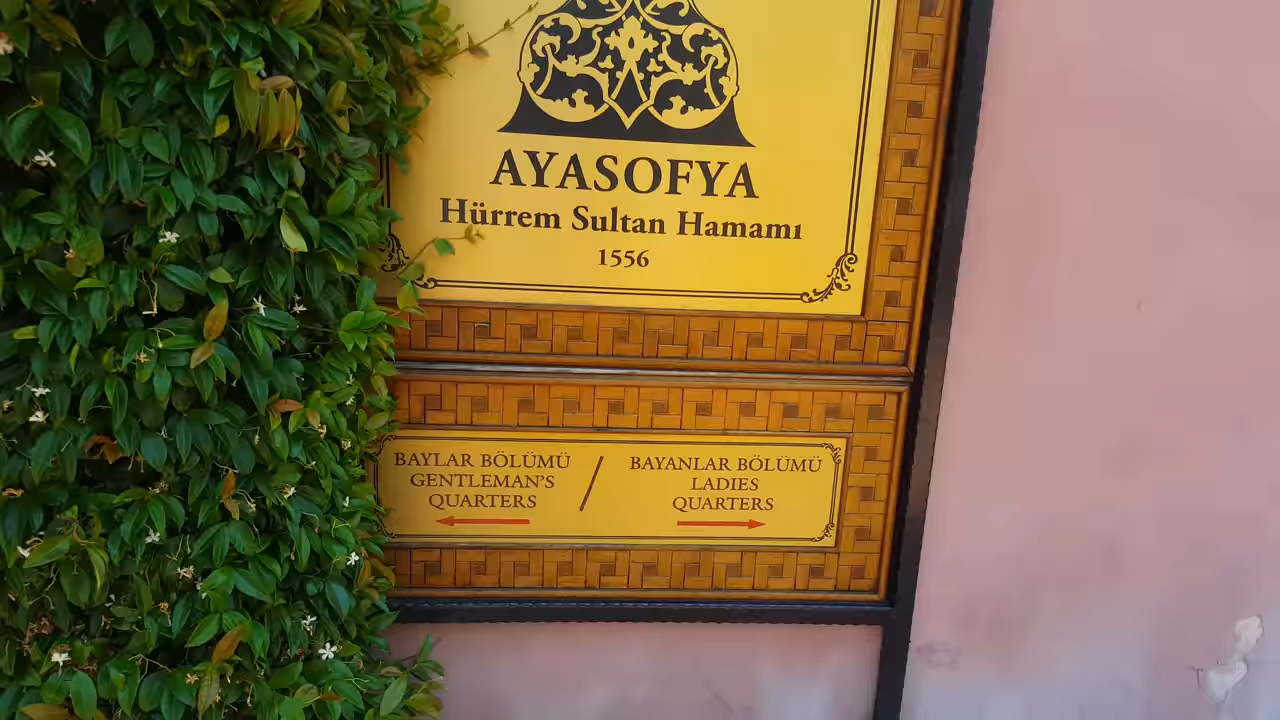 AYASOFYA
Hürrem Sultan Hamamı
1556
BAYLAR BÖLÜMÜ
GENTLEMAN'S
QUARTERS
/
BAYANLAR BÖLÜMÜ
LADIES
QUARTERS